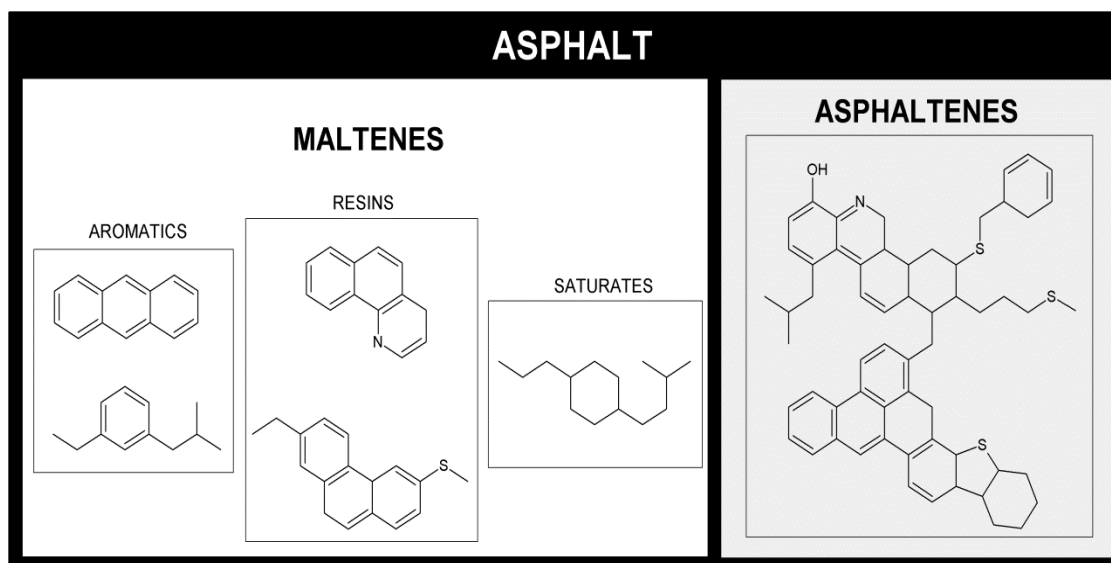 ASPHALT
MALTENES
AROMATICS
RESINS
N
S
SATURATES
ASPHALTENES
OH
N
S
S
S